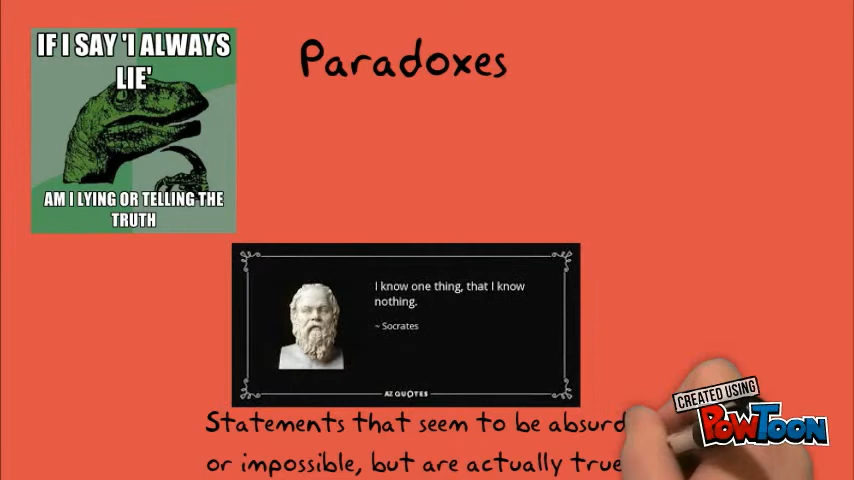 IF I SAY 'I ALWAYS
LIE'
AM I LYING OR TELLING THE
TRUTH
Paradoxes
I know one thing, that I know
nothing.
~ Socrates
AZ QUOTES
Statements that seem to be absurd
or impossible, but are actually true
CREATED USING
POWTOON